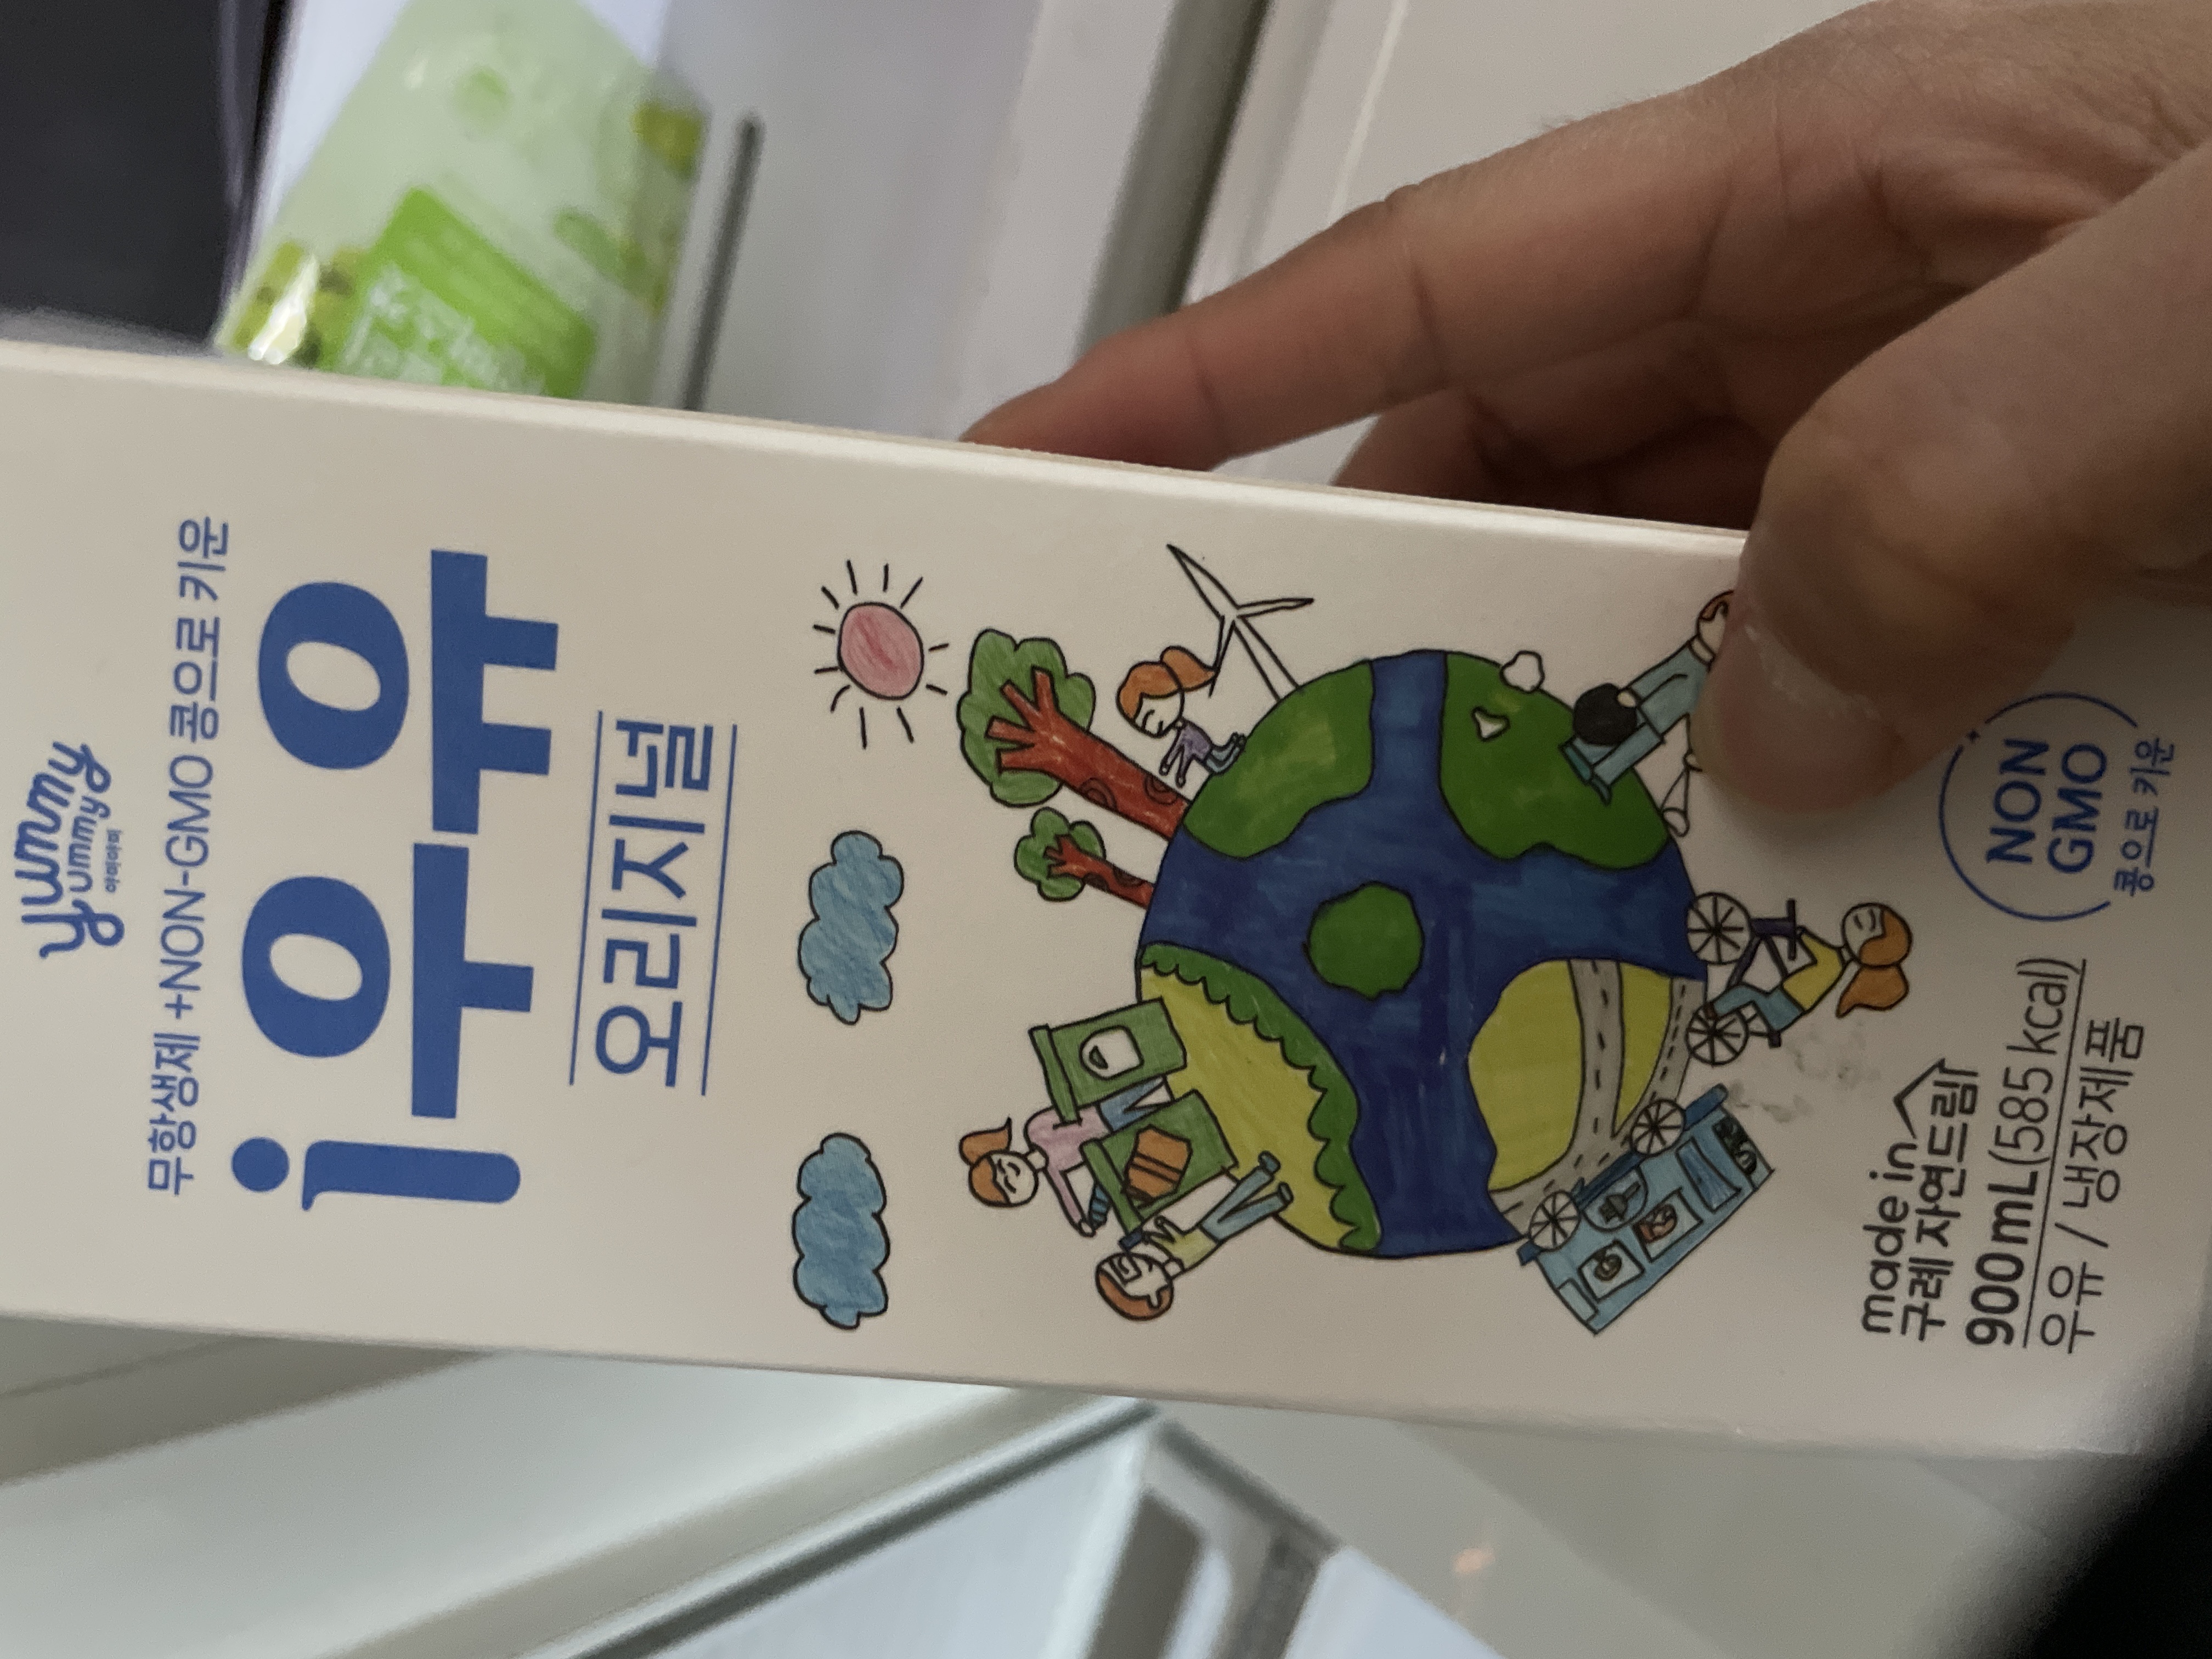 yummy
yummy
야미야미
무항생제 +NON-GMO 콩으로 키운
i우유
오리지널
made in
구례 자연드림
900mL(585 kcal)
우유 / 냉장제품
NON
GMO
콩으로 키운